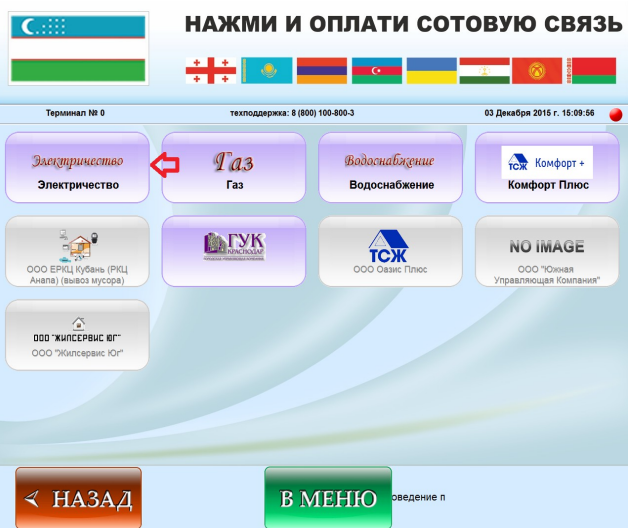 НАЖМИ И ОПЛАТИ СОТОВУЮ СВЯЗЬ
Терминал № 0
техподдержка: 8 (800) 100-800-3
03 Декабря 2015 г. 15:09:56
Электричество
Электричество
Газ
Газ
Водоснабжение
Водоснабжение
ТСЖ Комфорт +
Комфорт Плюс
ООО ЕРКЦ Кубань (РКЦ
Анапа) (вывоз мусора)
ГУК
КРАСНОДАР
ТСЖ
ООО Оазис Плюс
NO IMAGE
ООО "Южная
Управляющая Компания"
ООО "ЖИЛСЕРВИС ЮГ"
ООО "Жилсервис Юг"
< НАЗАД
В МЕНЮ
оведение п